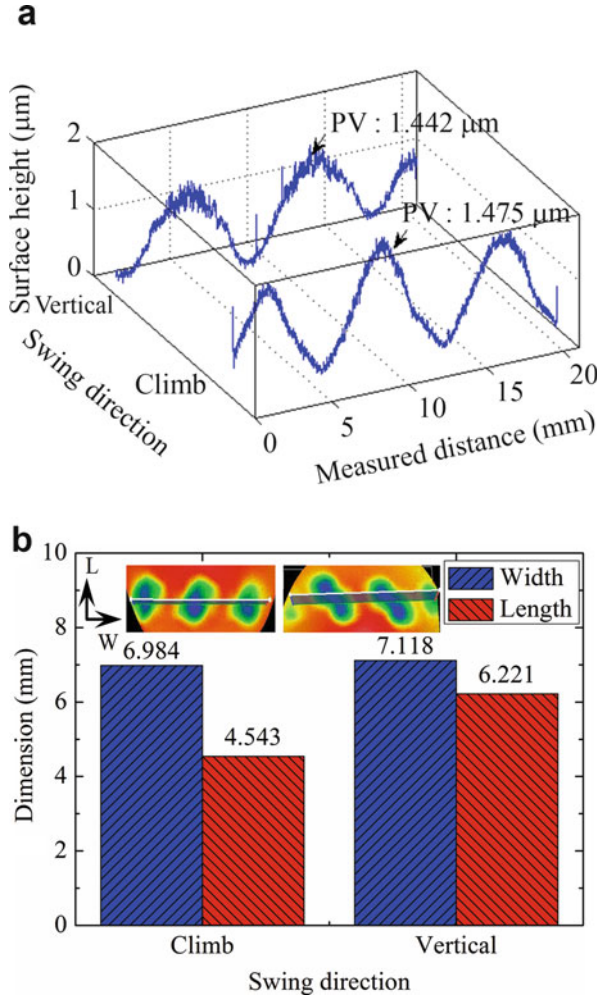 a
Surface height (μm)
2
1
0
PV : 1.442 μm
PV : 1.475 μm
Vertical
Climb
Swing direction
0
5
10
15
20
Measured distance (mm)
b
L
W
Width
Length
10
8
6
4
2
0
Dimension (mm)
6.984
4.543
7.118
6.221
Climb
Vertical
Swing direction